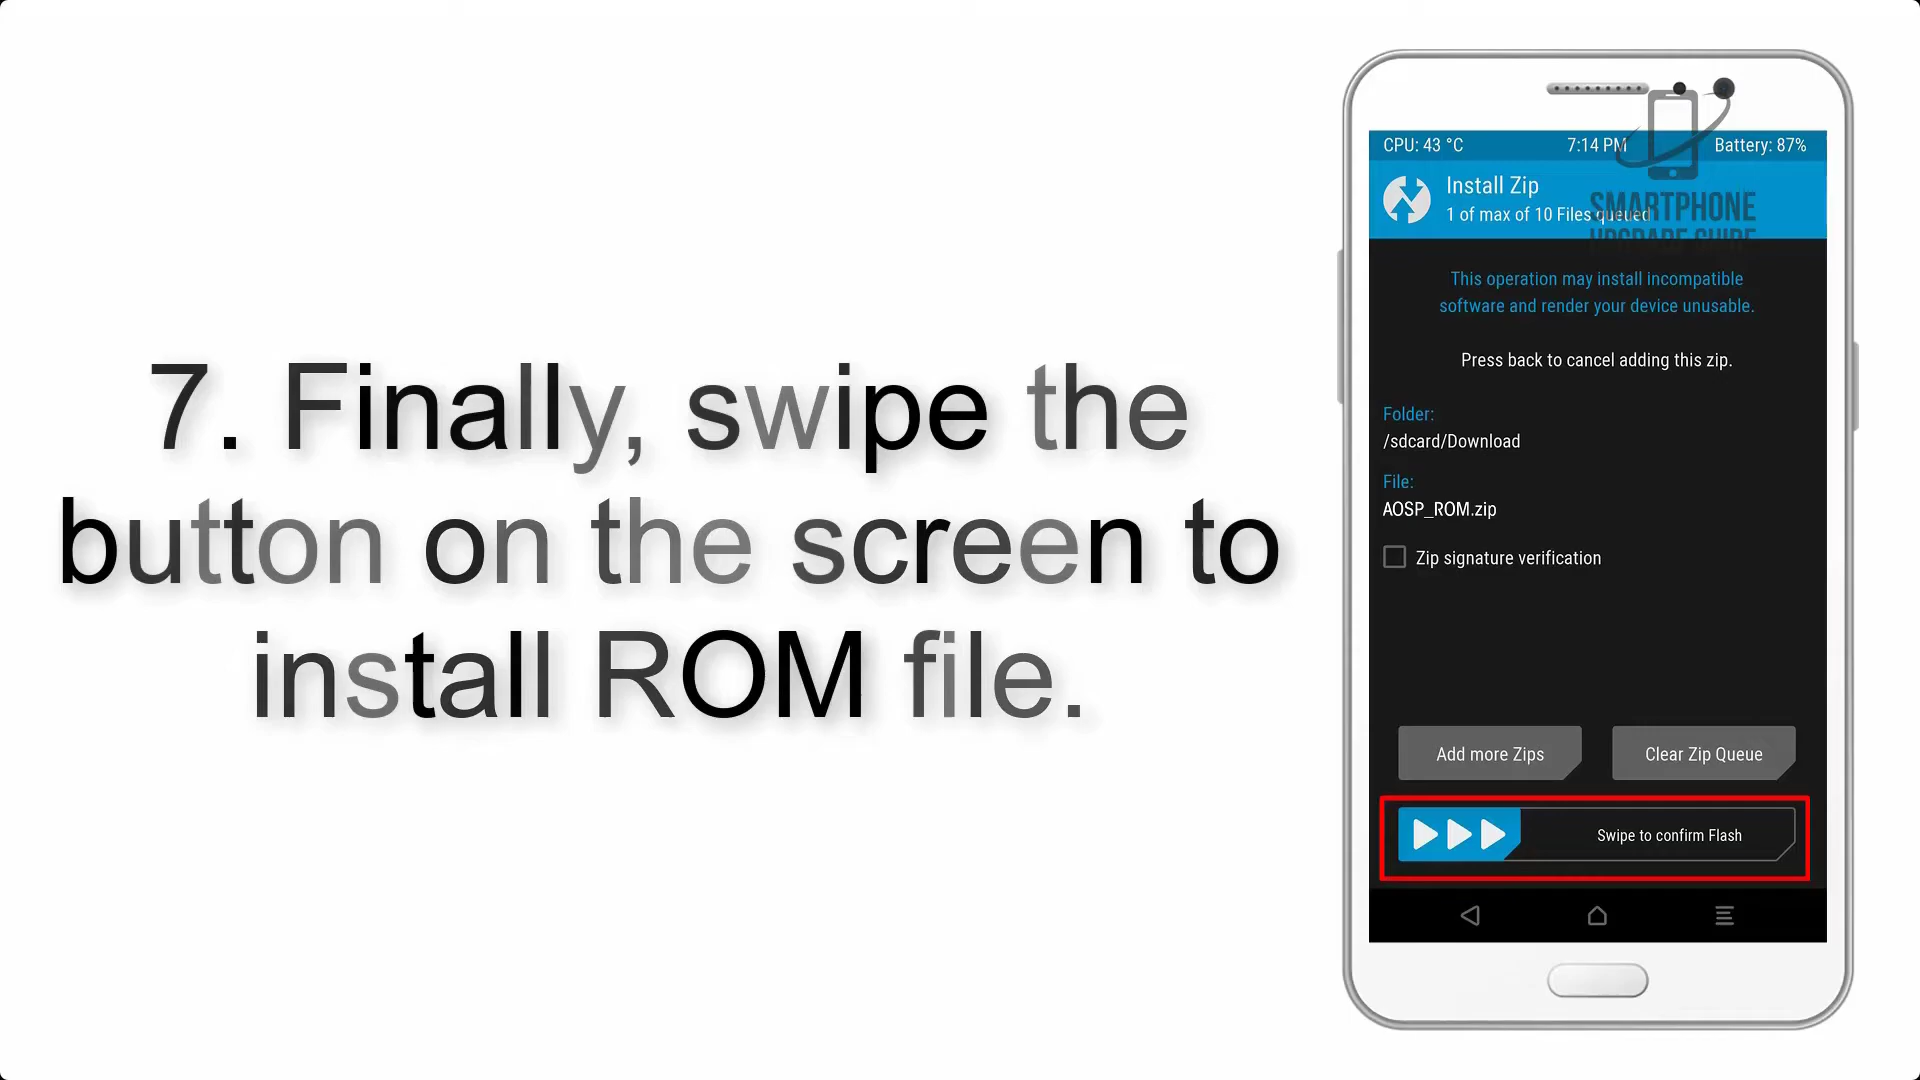 7. Finally, swipe the
button on the screen to
install ROM file.
CPU: 43 °C 7:14 PM Battery: 87%
Install Zip
1 of max of 10 Files queued
SMARTPHONE
UPGRADE GUIDE
This operation may install incompatible
software and render your device unusable.
Press back to cancel adding this zip.
Folder:
/sdcard/Download
File:
AOSP_ROM.zip
Zip signature verification
Add more Zips Clear Zip Queue
Swipe to confirm Flash